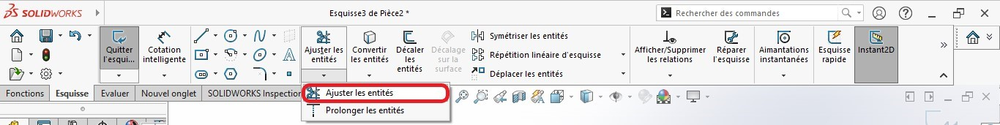 SOLIDWORKS
Esquisse3 de Pièce2 *
Rechercher des commandes
Quitter
l'esqui...
Cotation
intelligente
Ajuster les
entités
Convertir
les entités
Décaler
les
entités
Décalage
sur la
surface
Symétriser les entités
Répétition linéaire d'esquisse
Déplacer les entités
Afficher/Supprimer
les relations
Réparer
l'esquisse
Aimantations
instantanées
Esquisse
rapide
Instant2D
Fonctions
Esquisse
Evaluer
Nouvel onglet
SOLIDWORKS Inspection
Ajuster les entités
Prolonger les entités